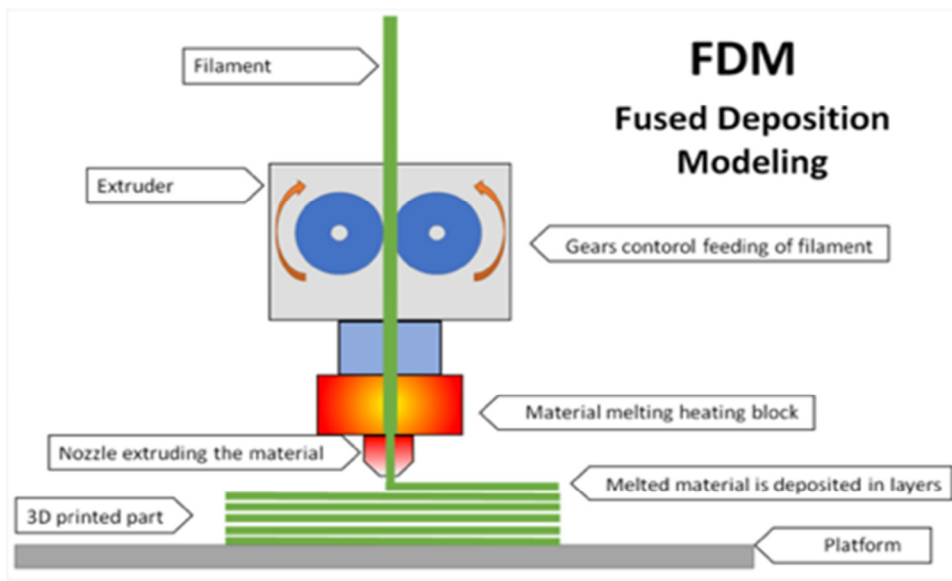 FDM
Fused Deposition
Modeling
Filament
Extruder
Gears contorol feeding of filament
Material melting heating block
Nozzle extruding the material
Melted material is deposited in layers
3D printed part
Platform